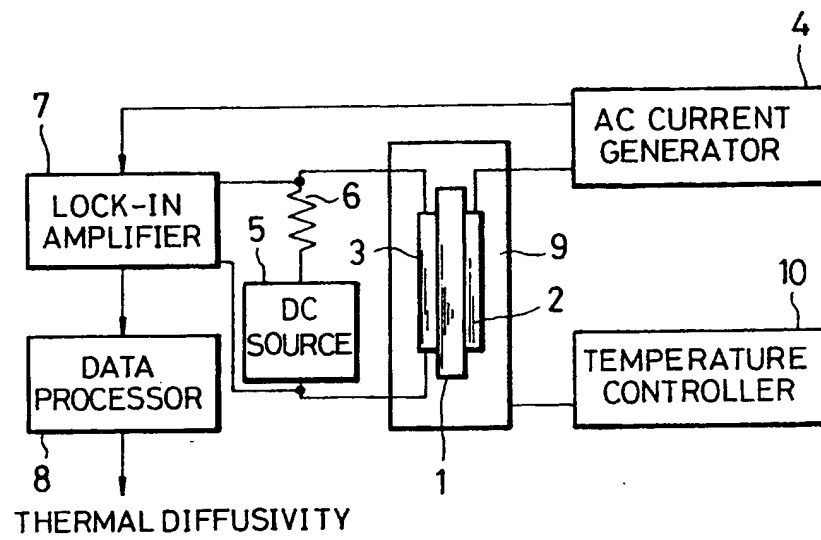 4
7
AC CURRENT
GENERATOR
LOCK-IN
AMPLIFIER
6
5
3
9
10
DC
SOURCE
2
DATA
PROCESSOR
TEMPERATURE
CONTROLLER
8
1
THERMAL DIFFUSIVITY